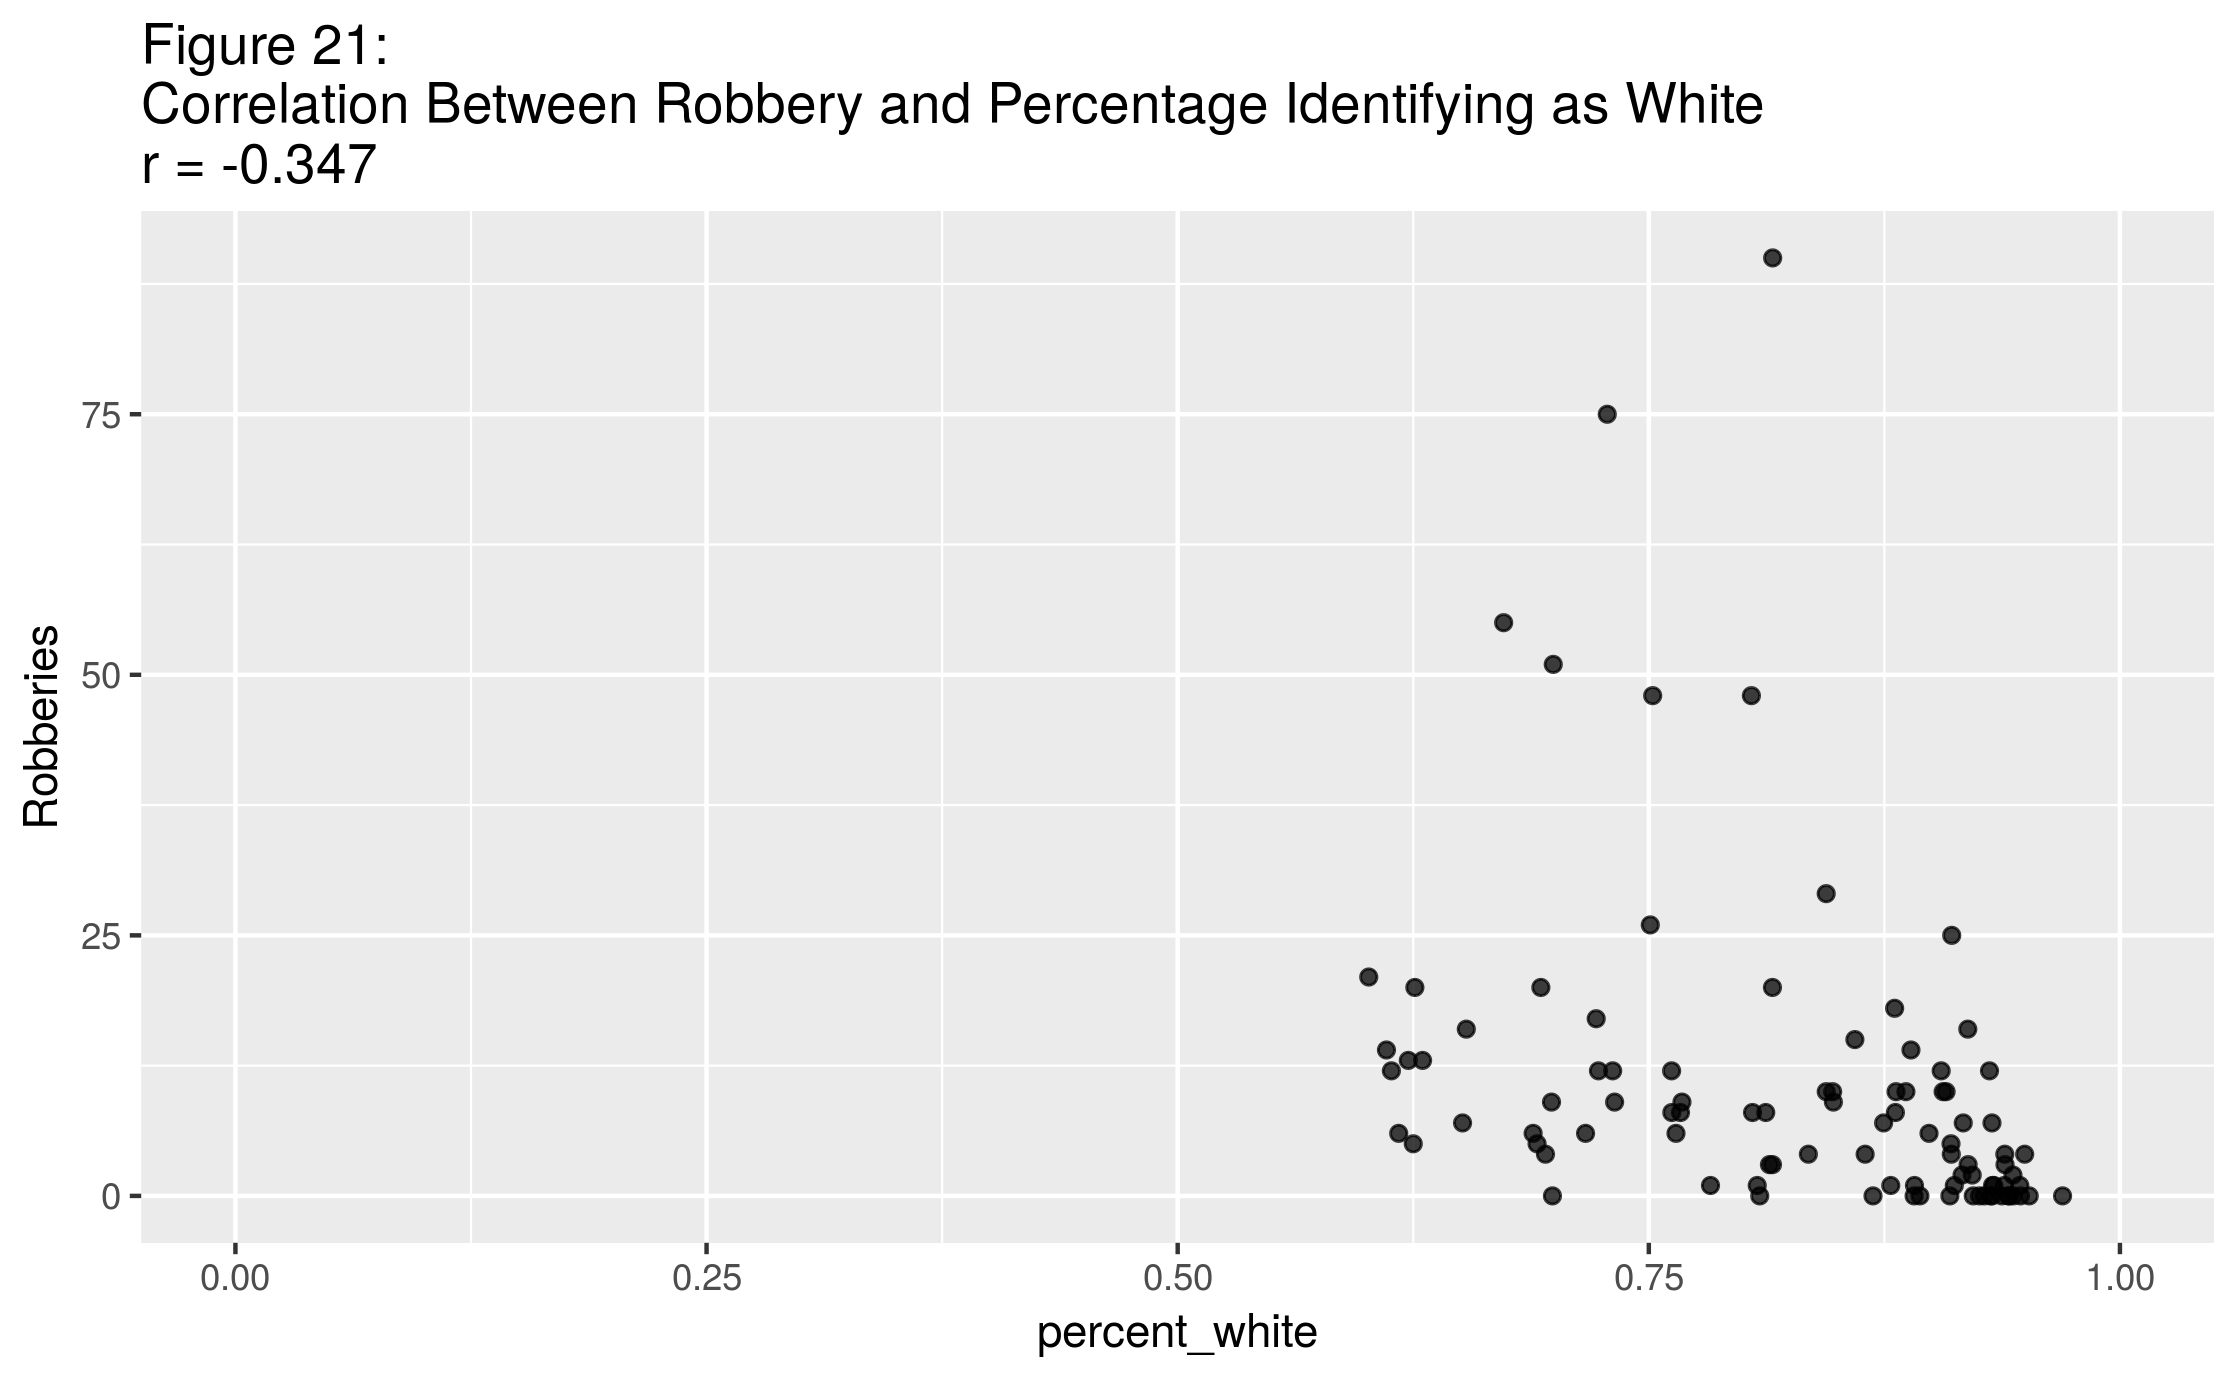 Figure 21:
Correlation Between Robbery and Percentage Identifying as White
r = -0.347
75
50
25
0
Robberies
0.00 0.25 0.50 0.75 1.00
percent_white